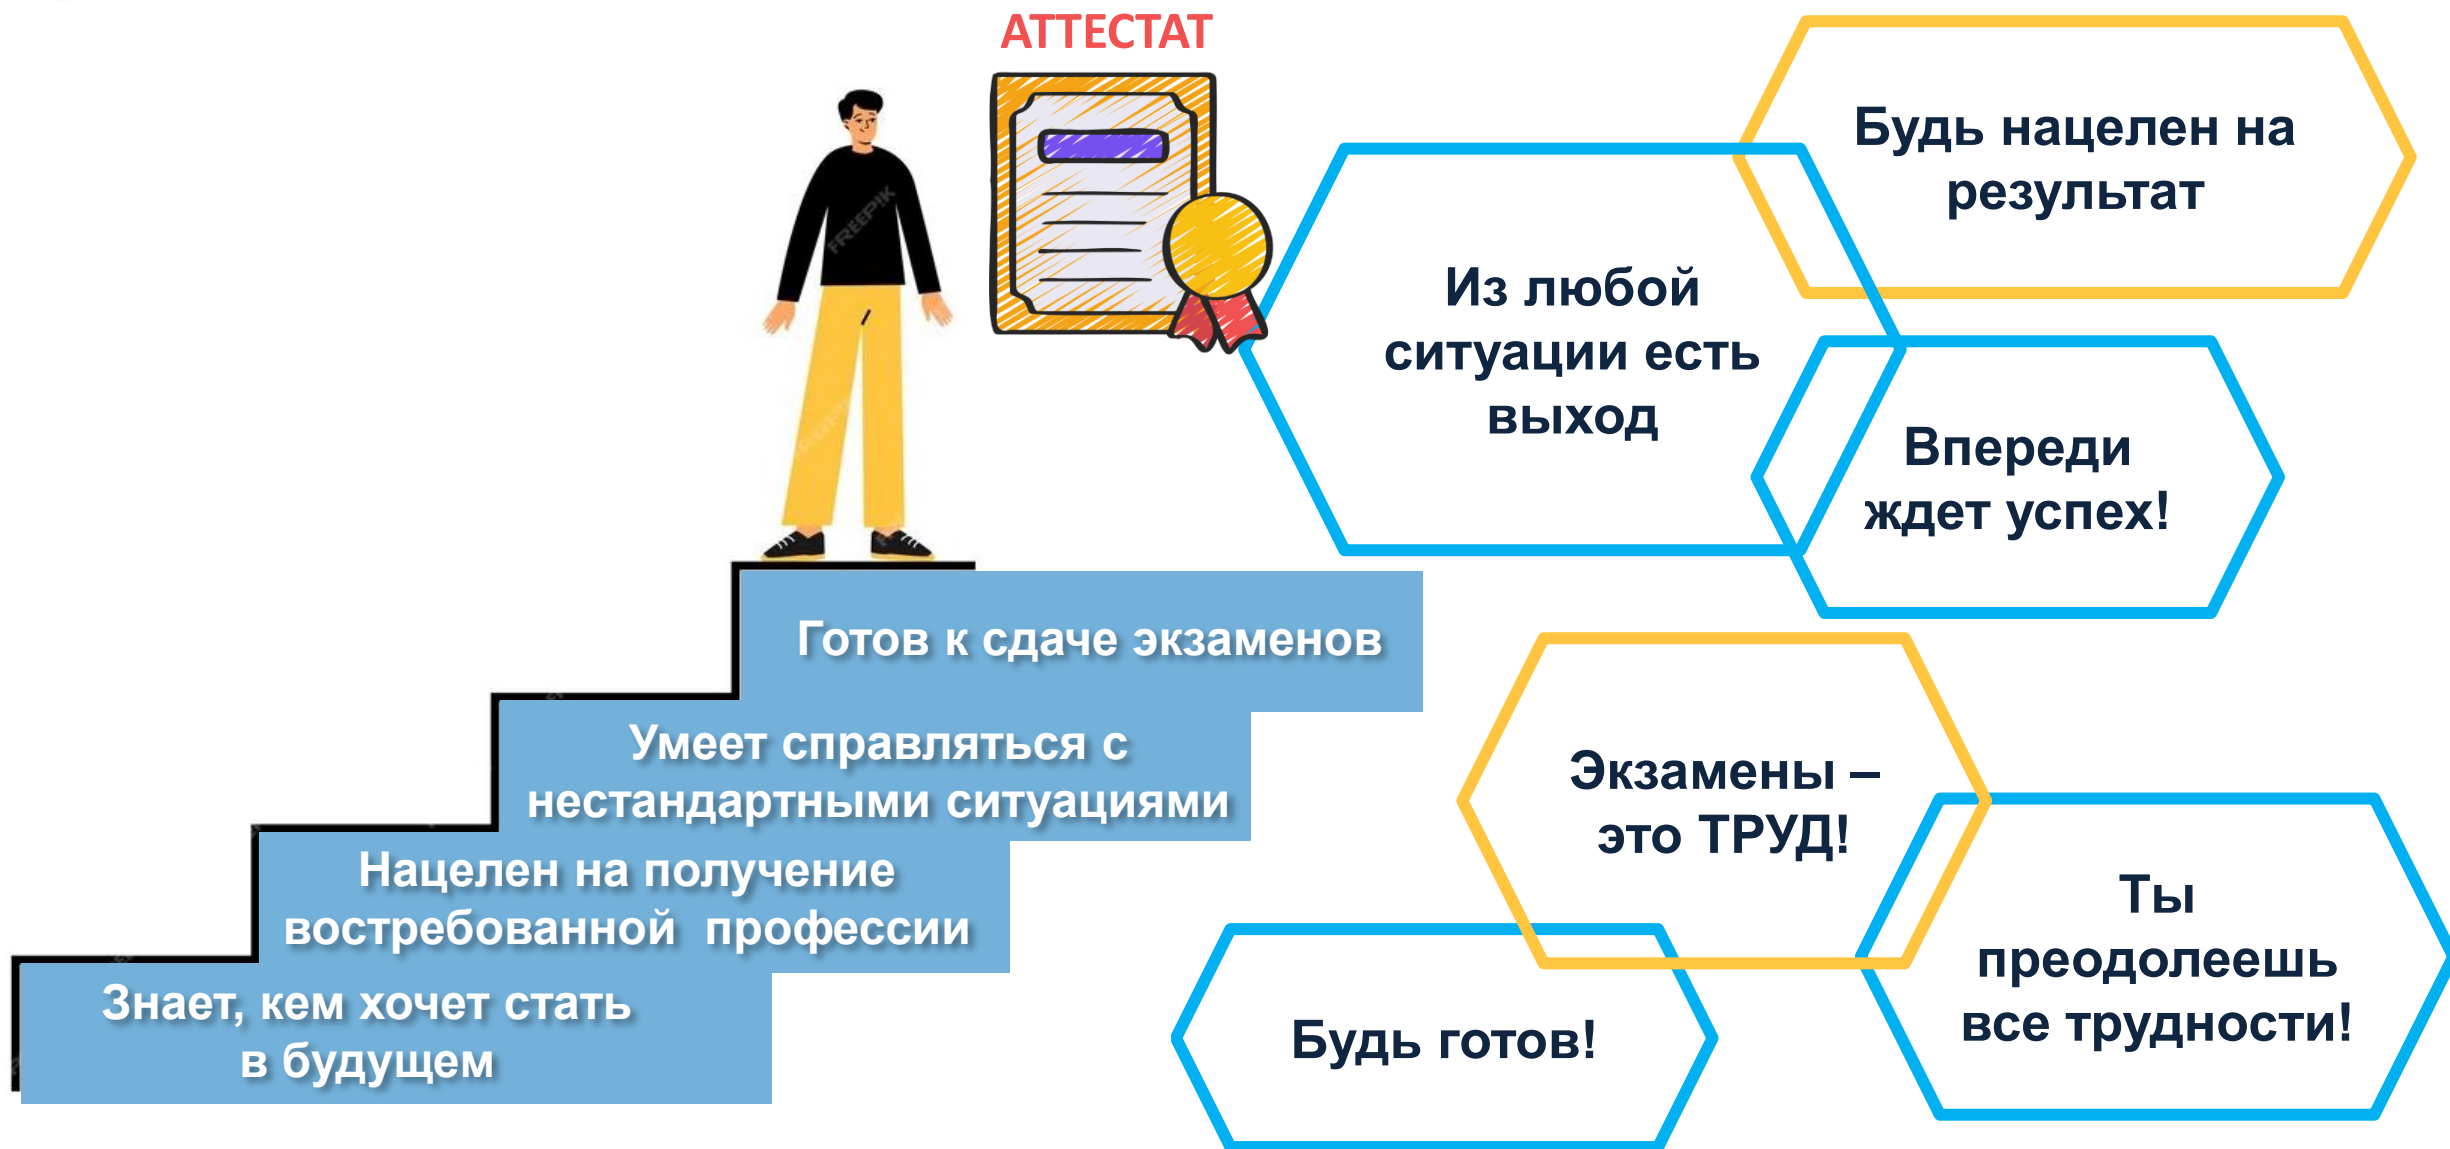 АТТЕСТАТ
Готов к сдаче экзаменов
Умеет справляться с
нестандартными ситуациями
Нацелен на получение
востребованной профессии
Знает, кем хочет стать
в будущем
Будь нацелен на
результат
Из любой
ситуации есть
выход
Впереди
ждет успех!
Экзамены –
это ТРУД!
Ты
преодолеешь
все трудности!
Будь готов!
FREEPIK